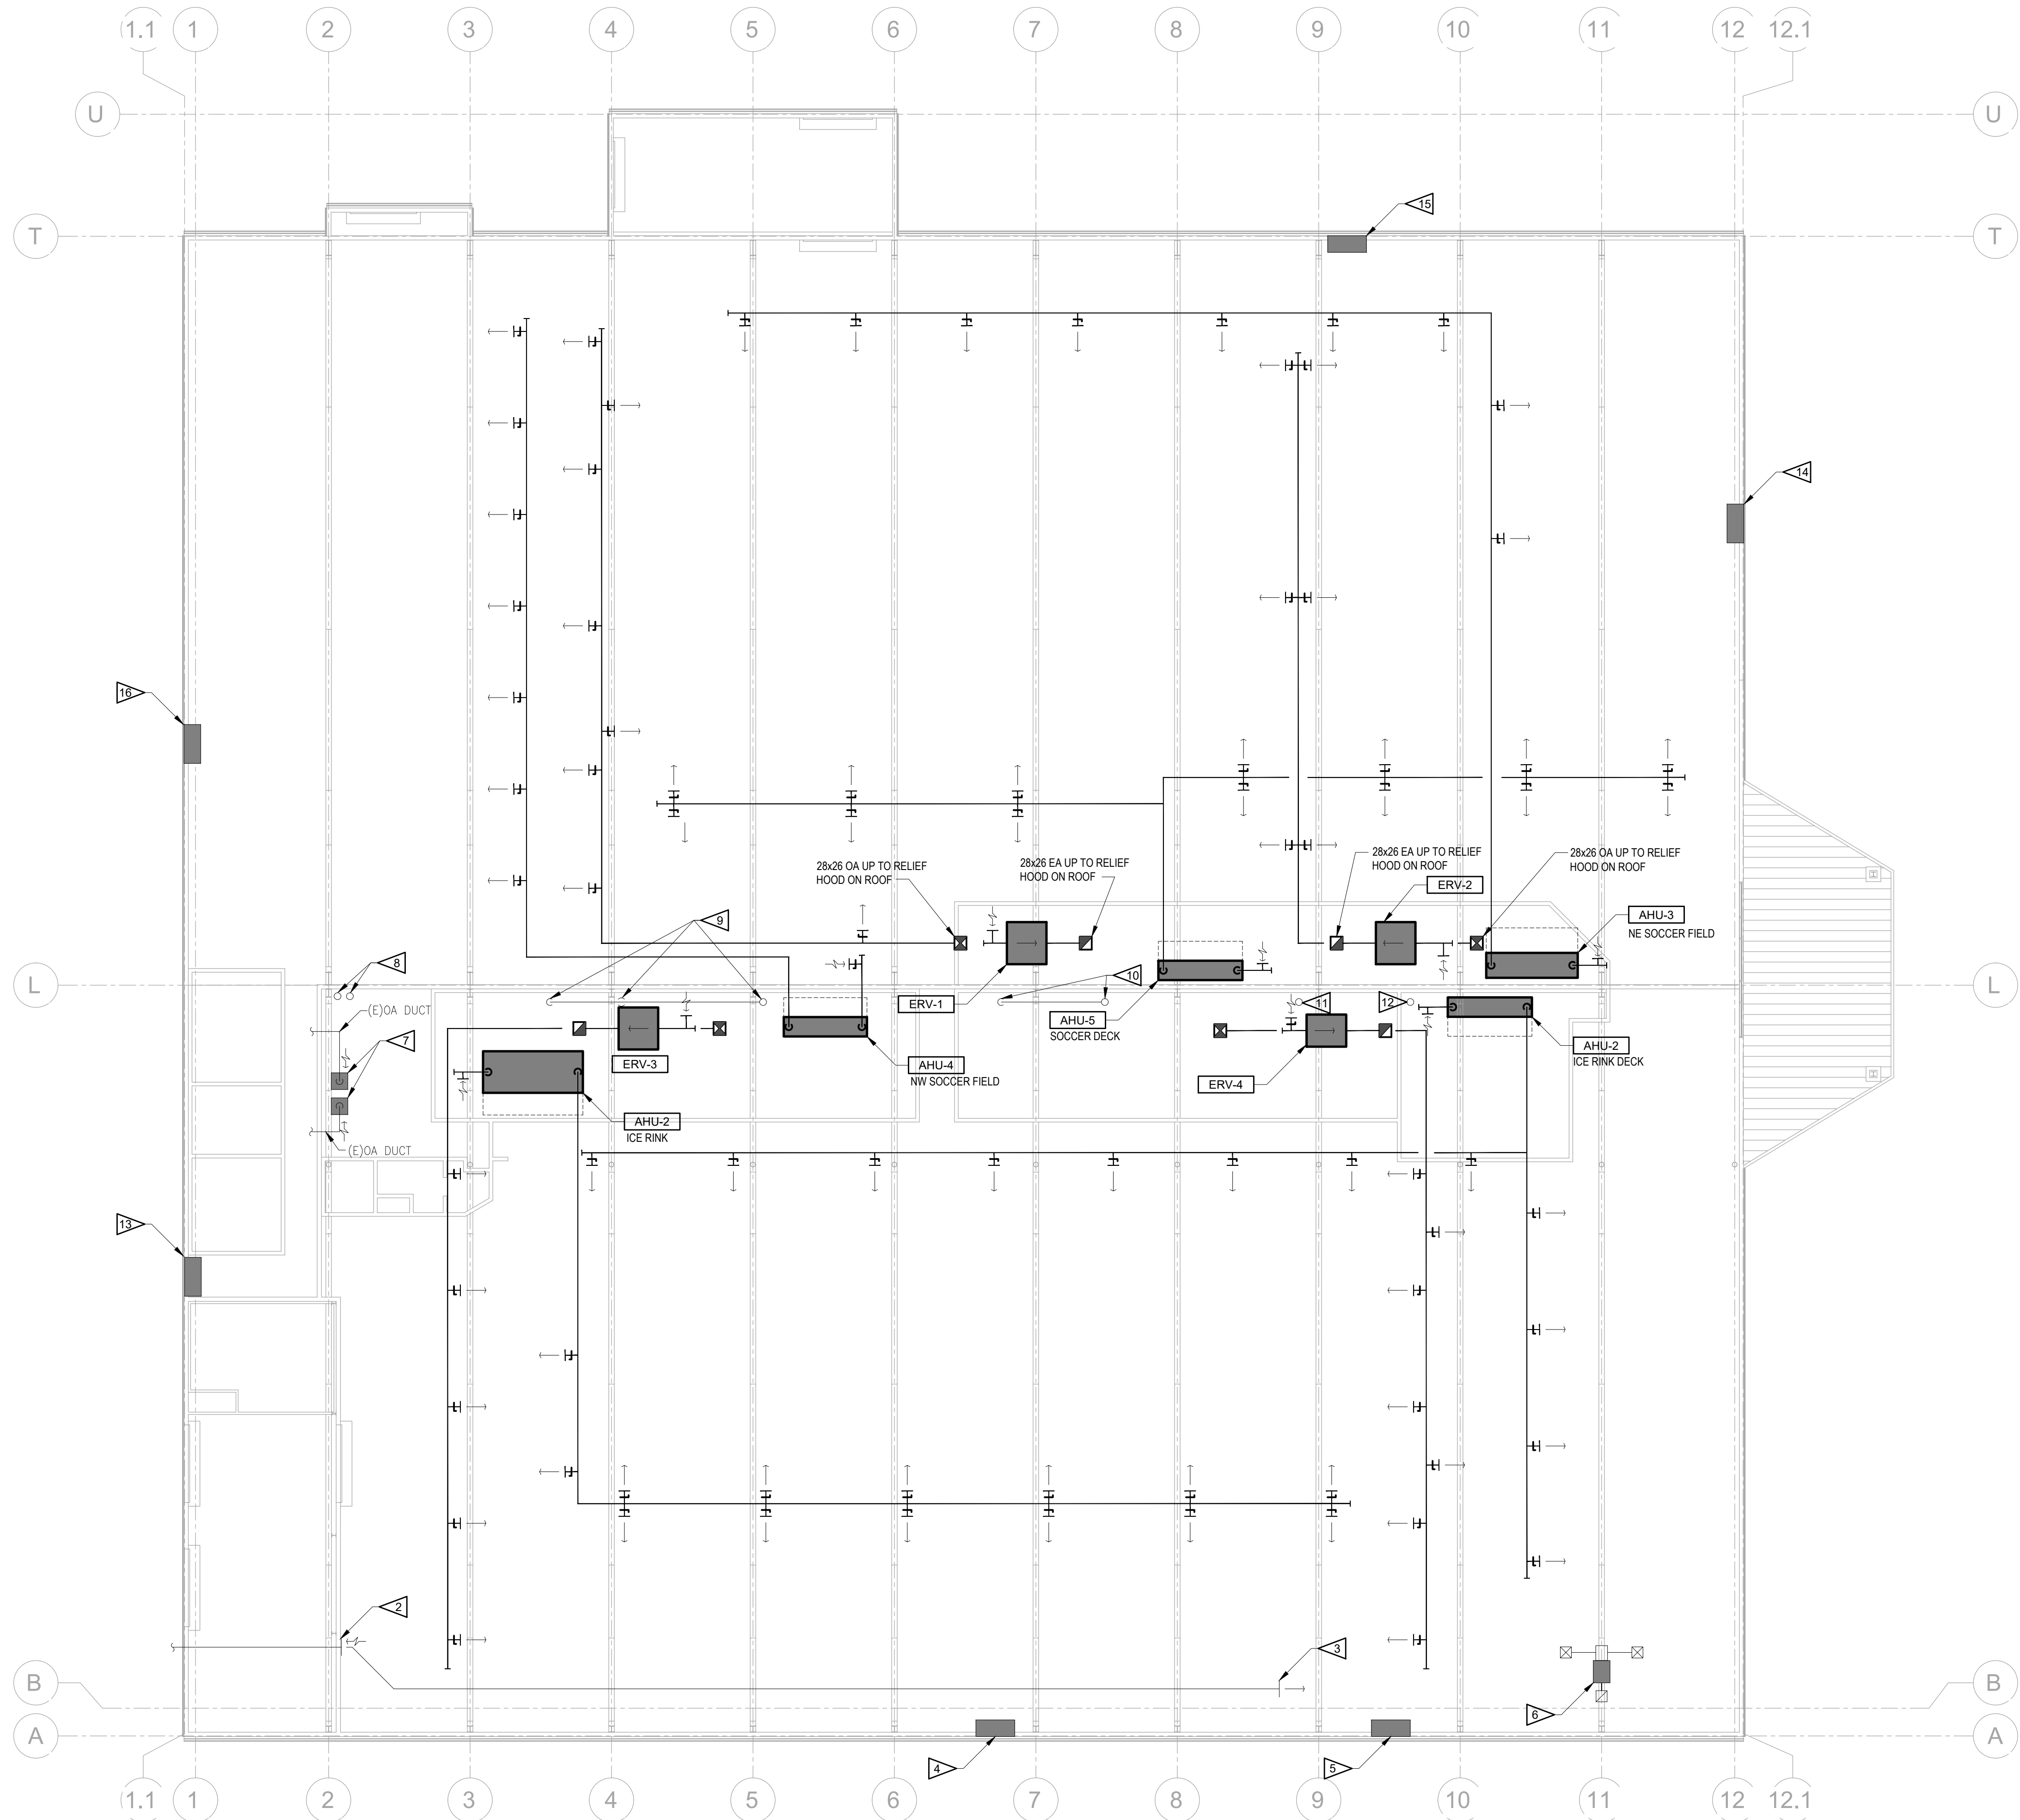 1.1
1
2
3
4
5
6
7
8
9
10
11
12
12.1
U
U
T
T
15
14
16
28x26 OA UP TO RELIEF
HOOD ON ROOF
28x26 EA UP TO RELIEF
HOOD ON ROOF
28x26 EA UP TO RELIEF
HOOD ON ROOF
28x26 OA UP TO RELIEF
HOOD ON ROOF
ERV-2
AHU-3
NE SOCCER FIELD
9
8
10
L
L
ERV-1
11
12
(E)OA DUCT
AHU-5
SOCCER DECK
7
ERV-3
AHU-4
NW SOCCER FIELD
AHU-2
ICE RINK DECK
ERV-4
AHU-2
ICE RINK
(E)OA DUCT
13
2
3
B
B
6
A
A
4
5
1.1
1
2
3
4
5
6
7
8
9
10
11
12
12.1